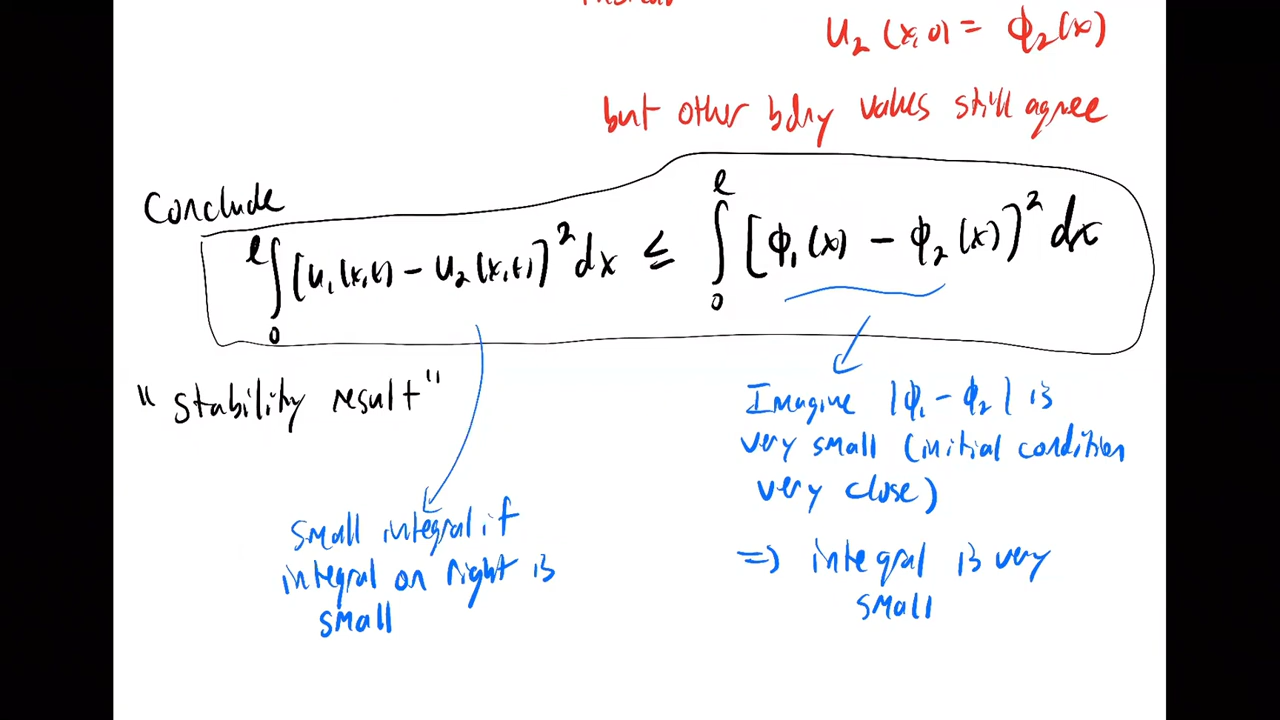 u₂(x,0) = ϕ₂(x)
but other bdry values still agree
Conclude
∫₀ˡ [u₁(x,t) − u₂(x,t)]² dx ≤ ∫₀ˡ [ϕ₁(x) − ϕ₂(x)]² dx
"stability result"
Imagine |ϕ₁ − ϕ₂| is
very small (initial condition
very close)
⇒ integral is very
small
small integral if
integral on right is
small